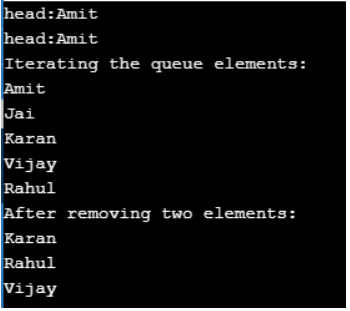 head:Amit
head:Amit
Iterating the queue elements:
Amit
Jai
Karan
Vijay
Rahul
After removing two elements:
Karan
Rahul
Vijay